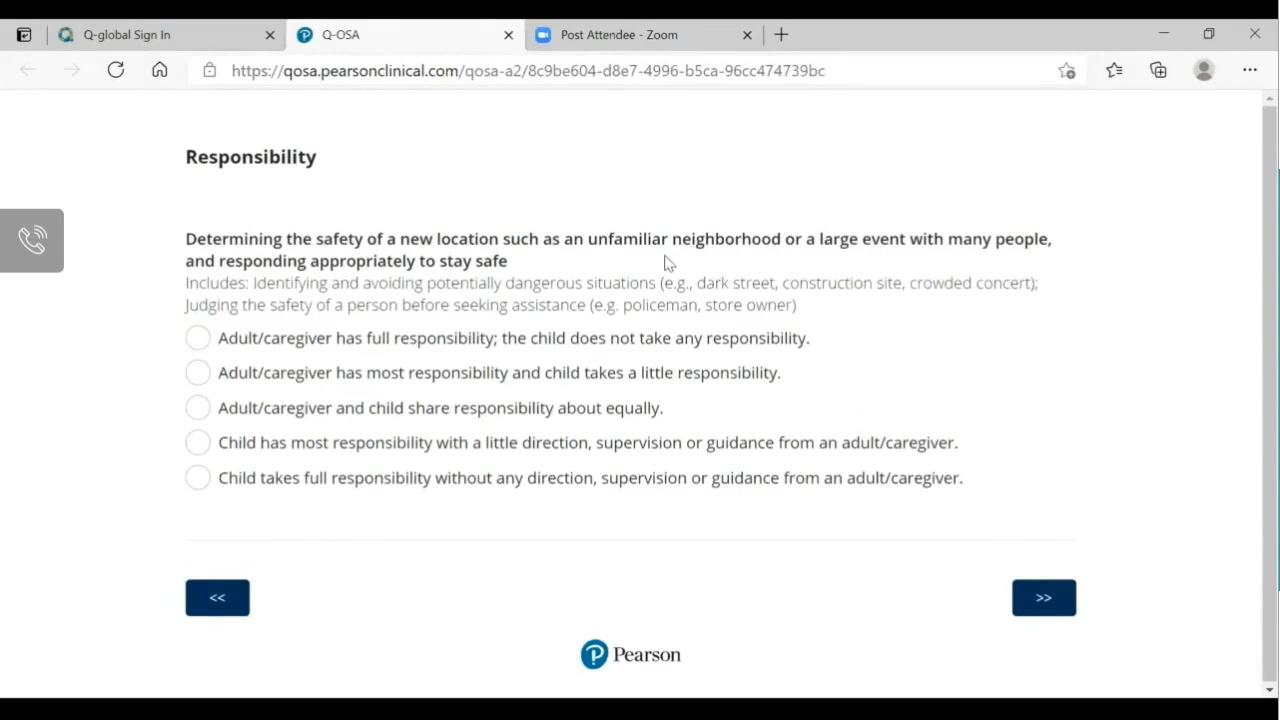 Q-global Sign In
Q-OSA
Post Attendee - Zoom
https://qosa.pearsonclinical.com/qosa-a2/8c9be604-d8e7-4996-b5ca-96cc474739bc
Responsibility
Determining the safety of a new location such as an unfamiliar neighborhood or a large event with many people,
and responding appropriately to stay safe
Includes: Identifying and avoiding potentially dangerous situations (e.g., dark street, construction site, crowded concert);
Judging the safety of a person before seeking assistance (e.g. policeman, store owner)
Adult/caregiver has full responsibility; the child does not take any responsibility.
Adult/caregiver has most responsibility and child takes a little responsibility.
Adult/caregiver and child share responsibility about equally.
Child has most responsibility with a little direction, supervision or guidance from an adult/caregiver.
Child takes full responsibility without any direction, supervision or guidance from an adult/caregiver.
<< >>
Pearson